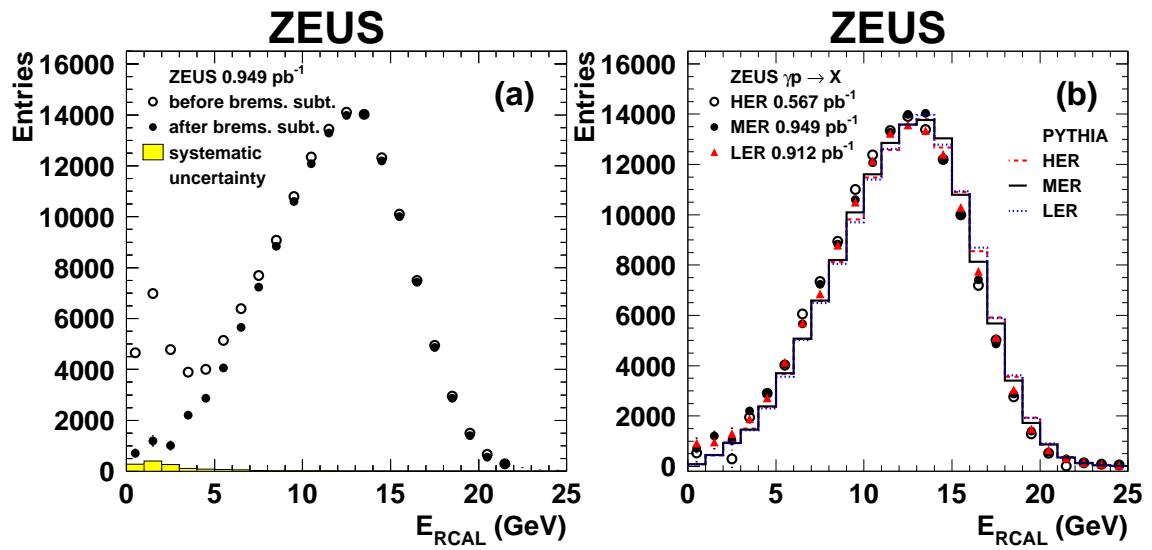 ZEUS
Entries
16000
14000
12000
10000
8000
6000
4000
2000
0
ZEUS 0.949 pb⁻¹
before brems. subt.
after brems. subt.
systematic
uncertainty
(a)
0 5 10 15 20 25
E_RCAL (GeV)
ZEUS
Entries
16000
14000
12000
10000
8000
6000
4000
2000
0
ZEUS γp → X
HER 0.567 pb⁻¹
MER 0.949 pb⁻¹
LER 0.912 pb⁻¹
(b)
PYTHIA
HER
MER
LER
0 5 10 15 20 25
E_RCAL (GeV)